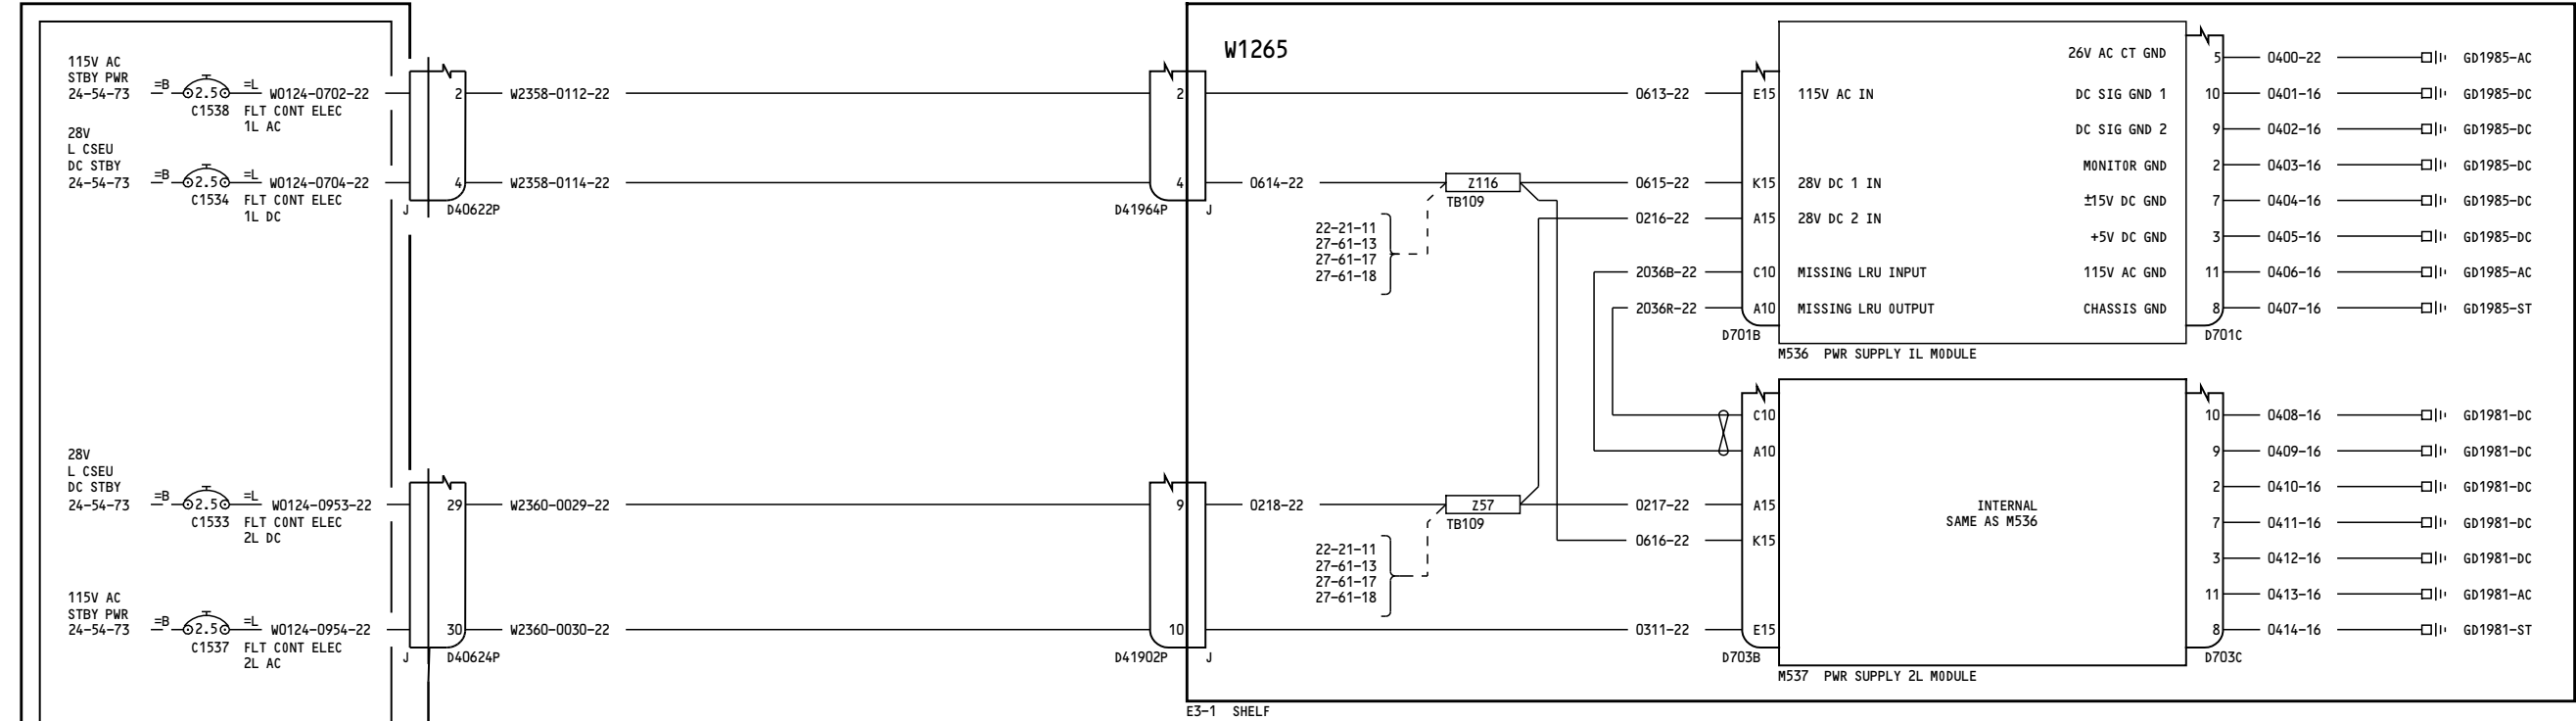 115V AC
STBY PWR
24-54-73
=B
2.5
=L
W0124-0702-22
C1538
FLT CONT ELEC
1L AC
28V
L CSEU
DC STBY
24-54-73
=B
2.5
=L
W0124-0704-22
C1534
FLT CONT ELEC
1L DC
2
W2358-0112-22
4
W2358-0114-22
J
D40622P
28V
L CSEU
DC STBY
24-54-73
=B
2.5
=L
W0124-0953-22
C1533
FLT CONT ELEC
2L DC
115V AC
STBY PWR
24-54-73
=B
2.5
=L
W0124-0954-22
C1537
FLT CONT ELEC
2L AC
29
W2360-0029-22
30
W2360-0030-22
J
D40624P
W1265
2
4
D41964P
J
0613-22
0614-22
Z116
TB109
0615-22
0216-22
22-21-11
27-61-13
27-61-17
27-61-18
2036B-22
2036R-22
9
10
D41902P
J
0218-22
Z57
TB109
0217-22
0616-22
22-21-11
27-61-13
27-61-17
27-61-18
0311-22
E15
115V AC IN
K15
28V DC 1 IN
A15
28V DC 2 IN
C10
MISSING LRU INPUT
A10
MISSING LRU OUTPUT
D701B
26V AC CT GND
5
0400-22
GD1985-AC
DC SIG GND 1
10
0401-16
GD1985-DC
DC SIG GND 2
9
0402-16
GD1985-DC
MONITOR GND
2
0403-16
GD1985-DC
±15V DC GND
7
0404-16
GD1985-DC
+5V DC GND
3
0405-16
GD1985-DC
115V AC GND
11
0406-16
GD1985-AC
CHASSIS GND
8
0407-16
GD1985-ST
D701C
M536 PWR SUPPLY IL MODULE
C10
A10
A15
K15
E15
D703B
INTERNAL
SAME AS M536
10
0408-16
GD1981-DC
9
0409-16
GD1981-DC
2
0410-16
GD1981-DC
7
0411-16
GD1981-DC
3
0412-16
GD1981-DC
11
0413-16
GD1981-AC
8
0414-16
GD1981-ST
D703C
M537 PWR SUPPLY 2L MODULE
E3-1 SHELF